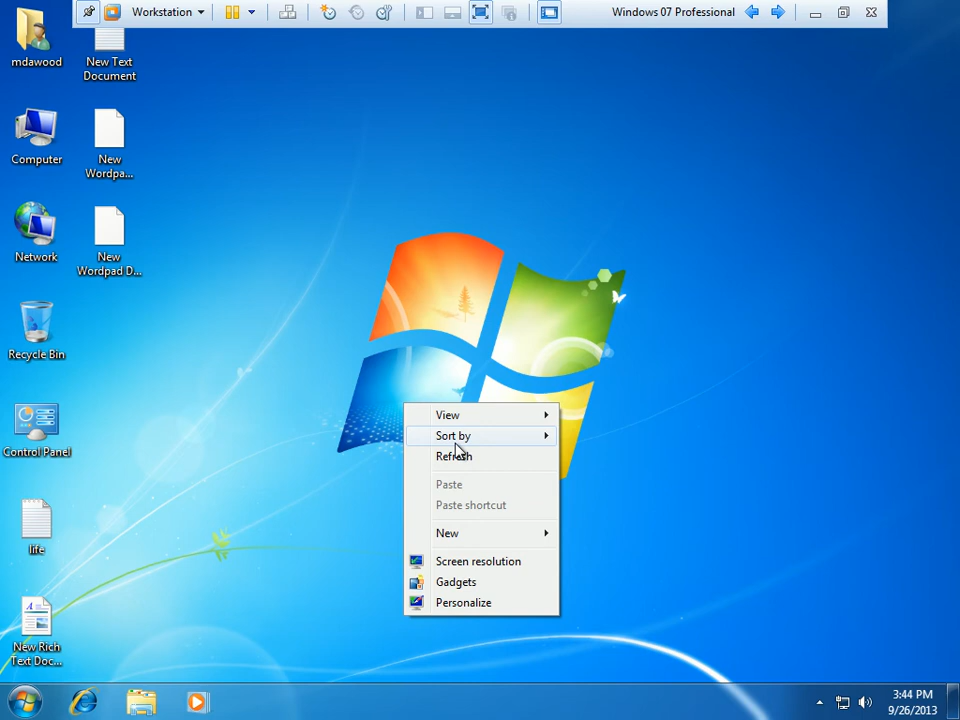 Workstation
Windows 07 Professional
mdawood
New Text
Document
Computer
New
Wordpa...
Network
New
Wordpad D...
Recycle Bin
Control Panel
life
New Rich
Text Doc...
View
Sort by
Refresh
Paste
Paste shortcut
New
Screen resolution
Gadgets
Personalize
3:44 PM
9/26/2013